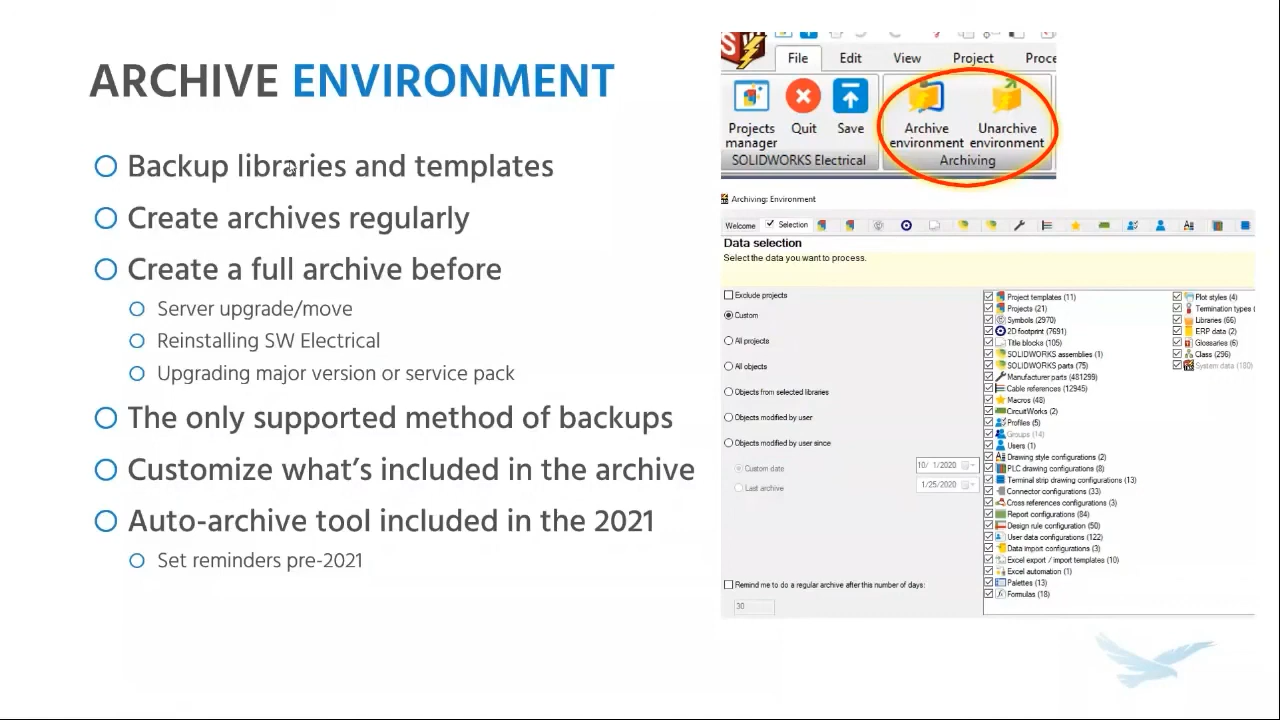 ARCHIVE ENVIRONMENT
Backup libraries and templates
Create archives regularly
Create a full archive before
Server upgrade/move
Reinstalling SW Electrical
Upgrading major version or service pack
The only supported method of backups
Customize what's included in the archive
Auto-archive tool included in the 2021
Set reminders pre-2021
File Edit View Project Proce
Projects manager
Quit
Save
Archive environment
Unarchive environment
SOLIDWORKS Electrical
Archiving
Archiving: Environment
Welcome Selection
Data selection
Select the data you want to process.
Exclude projects
Custom
All projects
All objects
Objects from selected libraries
Objects modified by user
Objects modified by user since
Custom date 10/ 1/2020
Last archive 1/25/2020
Remind me to do a regular archive after this number of days:
30
Project templates (11)
Projects (21)
Symbols (2970)
2D footprint (7691)
Title blocks (105)
SOLIDWORKS assemblies (1)
SOLIDWORKS parts (75)
Manufacturer parts (481299)
Cable references (12945)
Macros (48)
CircuitWorks (2)
Profiles (5)
Groups (14)
Users (1)
Drawing style configurations (2)
PLC drawing configurations (8)
Terminal strip drawing configurations (13)
Connector configurations (33)
Cross references configurations (3)
Report configurations (84)
Design rule configuration (50)
User data configurations (122)
Data import configurations (3)
Excel export / import templates (10)
Excel automation (1)
Palettes (13)
Formulas (18)
Plot styles (4)
Termination types (
Libraries (66)
ERP data (2)
Glossaries (6)
Class (296)
System data (180)